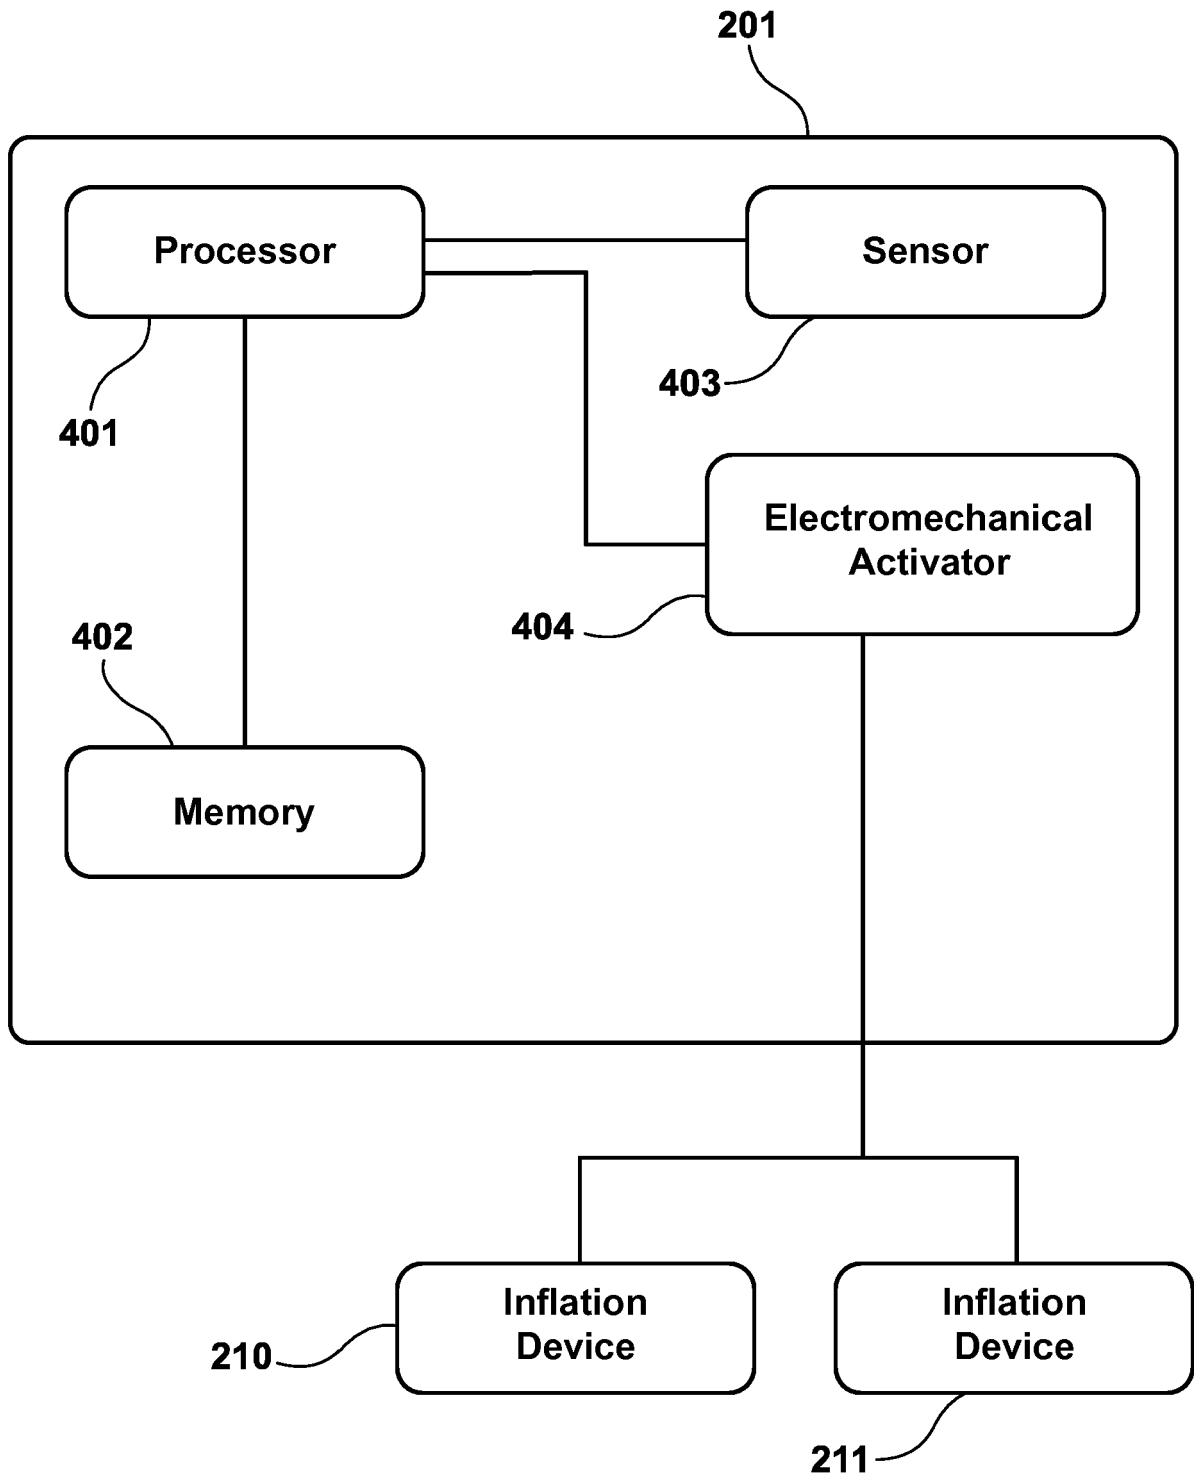 201
Processor
Sensor
403
401
Electromechanical
Activator
404
402
Memory
Inflation
Device
Inflation
Device
210
211